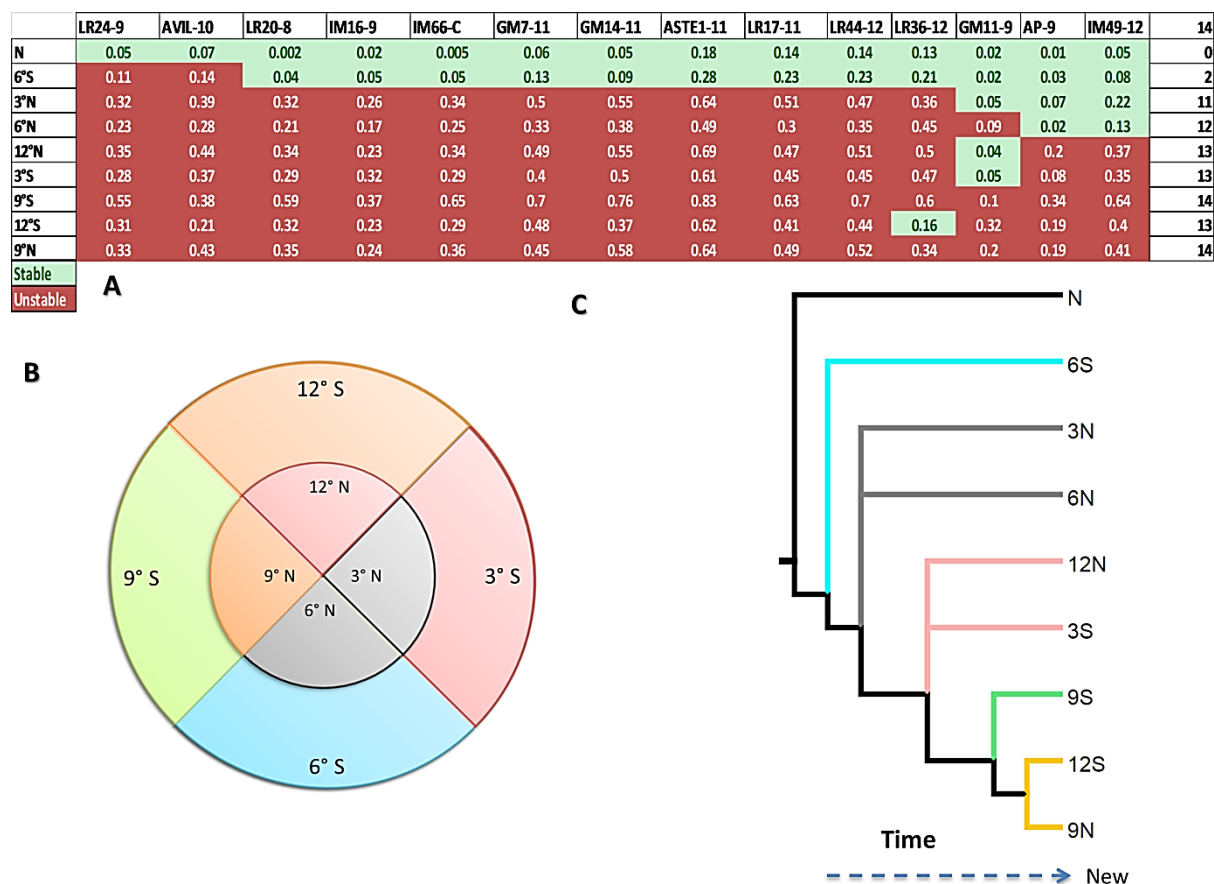 LR24-9 AVIL-10 LR20-8 IM16-9 IM66-C GM7-11 GM14-11 ASTE1-11 LR17-11 LR44-12 LR36-12 GM11-9 AP-9 IM49-12 14
N 0.05 0.07 0.002 0.02 0.005 0.06 0.05 0.18 0.14 0.14 0.13 0.02 0.01 0.05 0
6°S 0.11 0.14 0.04 0.05 0.05 0.13 0.09 0.28 0.23 0.23 0.21 0.02 0.03 0.08 2
3°N 0.32 0.39 0.32 0.26 0.34 0.5 0.55 0.64 0.51 0.47 0.36 0.05 0.07 0.22 11
6°N 0.23 0.28 0.21 0.17 0.25 0.33 0.38 0.49 0.3 0.35 0.45 0.09 0.02 0.13 12
12°N 0.35 0.44 0.34 0.23 0.34 0.49 0.55 0.69 0.47 0.51 0.5 0.04 0.2 0.37 13
3°S 0.28 0.37 0.29 0.32 0.29 0.4 0.5 0.61 0.45 0.45 0.47 0.05 0.08 0.35 13
9°S 0.55 0.38 0.59 0.37 0.65 0.7 0.76 0.83 0.63 0.7 0.6 0.1 0.34 0.64 14
12°S 0.31 0.21 0.32 0.23 0.29 0.48 0.37 0.62 0.41 0.44 0.16 0.32 0.19 0.4 13
9°N 0.33 0.43 0.35 0.24 0.36 0.45 0.58 0.64 0.49 0.52 0.34 0.2 0.19 0.41 14
Stable
Unstable
A
B
12° S
12° N
9° S
9° N
3° N
3° S
6° N
6° S
C
N
6S
3N
6N
12N
3S
9S
12S
9N
Time
New